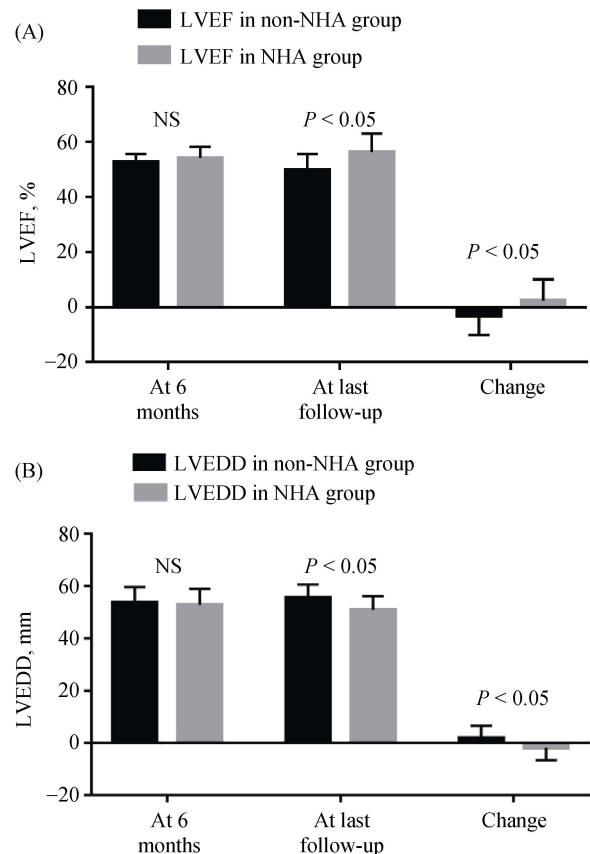 (A)
LVEF in non-NHA group
LVEF in NHA group
80
60
40
20
0
−20
LVEF, %
NS
P < 0.05
P < 0.05
At 6
months
At last
follow-up
Change
(B)
LVEDD in non-NHA group
LVEDD in NHA group
80
60
40
20
0
−20
LVEDD, mm
NS
P < 0.05
P < 0.05
At 6
months
At last
follow-up
Change